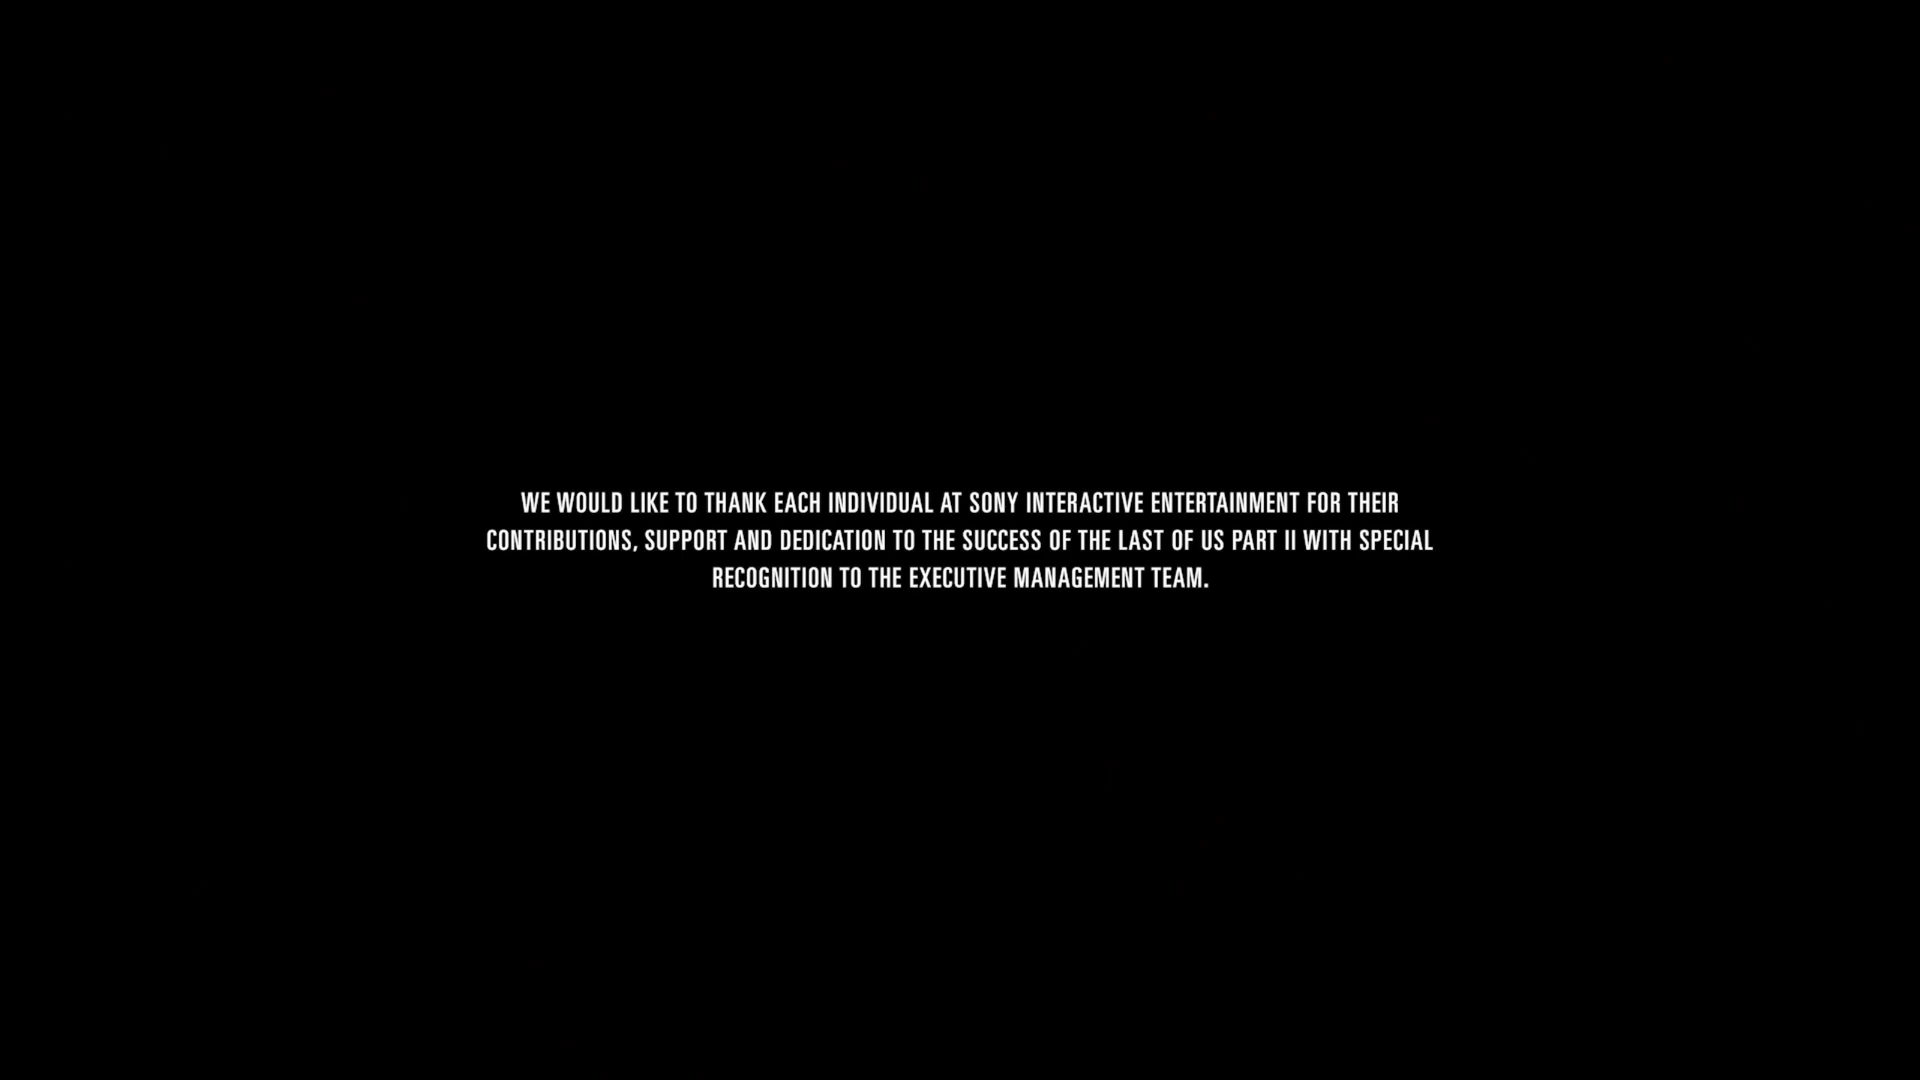 WE WOULD LIKE TO THANK EACH INDIVIDUAL AT SONY INTERACTIVE ENTERTAINMENT FOR THEIR
CONTRIBUTIONS, SUPPORT AND DEDICATION TO THE SUCCESS OF THE LAST OF US PART II WITH SPECIAL
RECOGNITION TO THE EXECUTIVE MANAGEMENT TEAM.